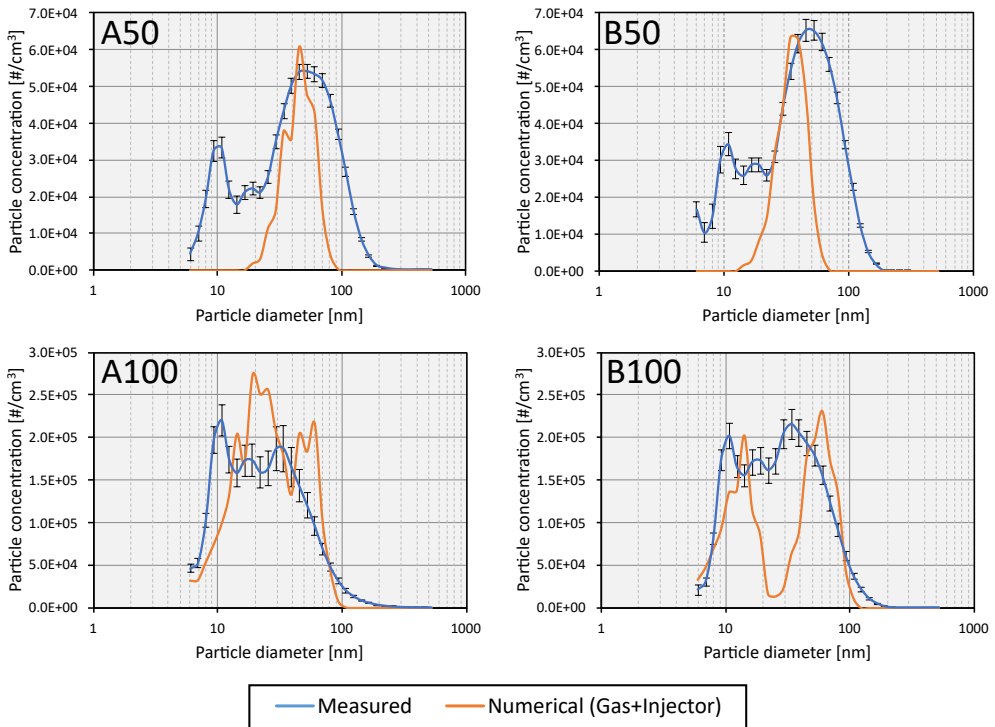 A50
Particle concentration [#/cm³]
7.0E+04
6.0E+04
5.0E+04
4.0E+04
3.0E+04
2.0E+04
1.0E+04
0.0E+00
1 10 100 1000
Particle diameter [nm]
B50
Particle concentration [#/cm³]
7.0E+04
6.0E+04
5.0E+04
4.0E+04
3.0E+04
2.0E+04
1.0E+04
0.0E+00
1 10 100 1000
Particle diameter [nm]
A100
Particle concentration [#/cm³]
3.0E+05
2.5E+05
2.0E+05
1.5E+05
1.0E+05
5.0E+04
0.0E+00
1 10 100 1000
Particle diameter [nm]
B100
Particle concentration [#/cm³]
3.0E+05
2.5E+05
2.0E+05
1.5E+05
1.0E+05
5.0E+04
0.0E+00
1 10 100 1000
Particle diameter [nm]
Measured Numerical (Gas+Injector)